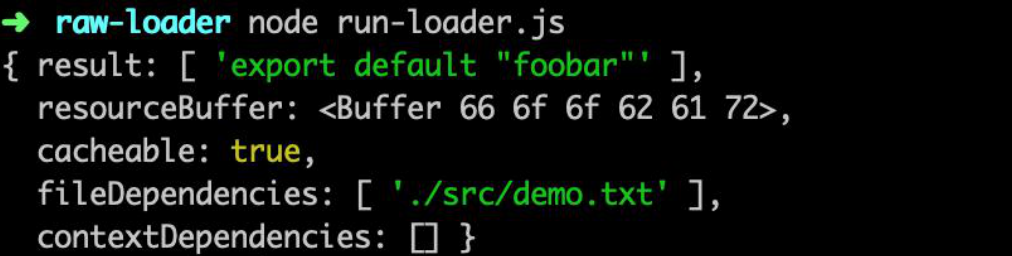 ➜ raw-loader node run-loader.js
{ result: [ 'export default "foobar"' ],
  resourceBuffer: <Buffer 66 6f 6f 62 61 72>,
  cacheable: true,
  fileDependencies: [ './src/demo.txt' ],
  contextDependencies: [] }